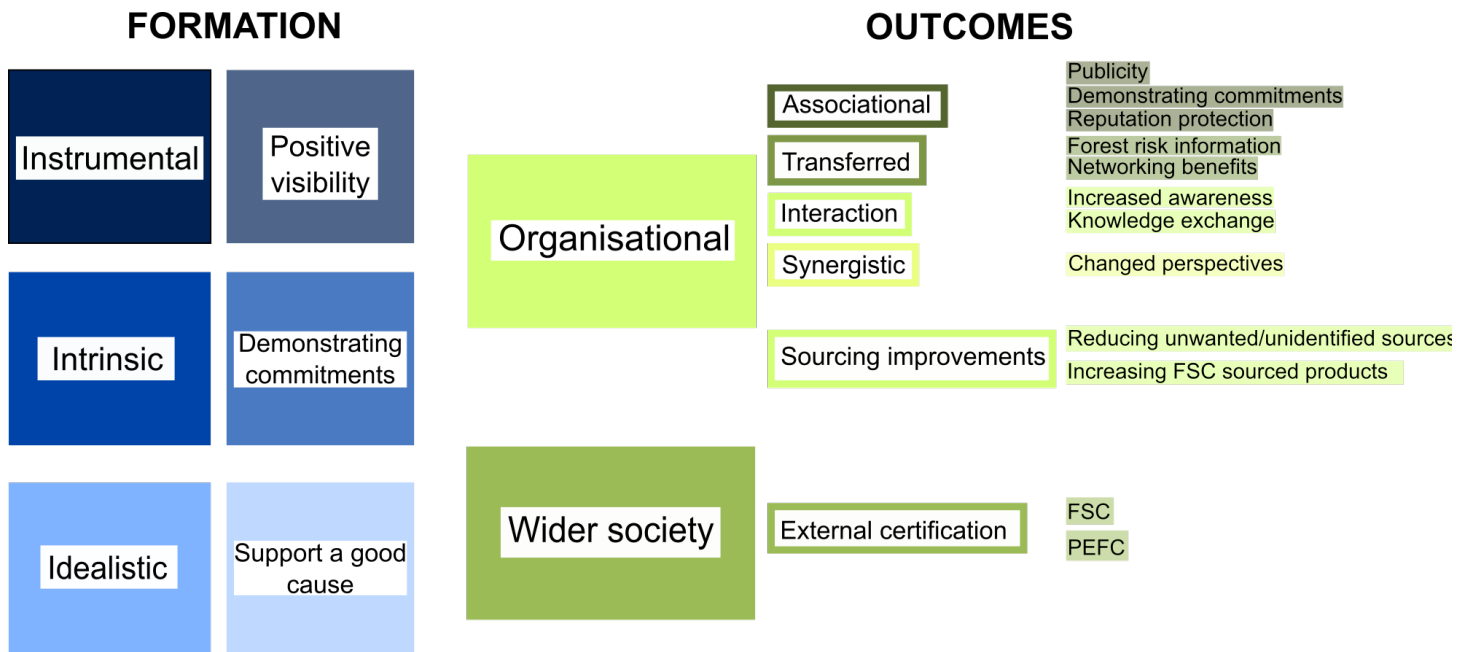 FORMATION
Instrumental
Positive
visibility
Intrinsic
Demonstrating
commitments
Idealistic
Support a good
cause
OUTCOMES
Organisational
Associational
Publicity
Demonstrating commitments
Reputation protection
Transferred
Forest risk information
Networking benefits
Interaction
Increased awareness
Knowledge exchange
Synergistic
Changed perspectives
Sourcing improvements
Reducing unwanted/unidentified sources
Increasing FSC sourced products
Wider society
External certification
FSC
PEFC